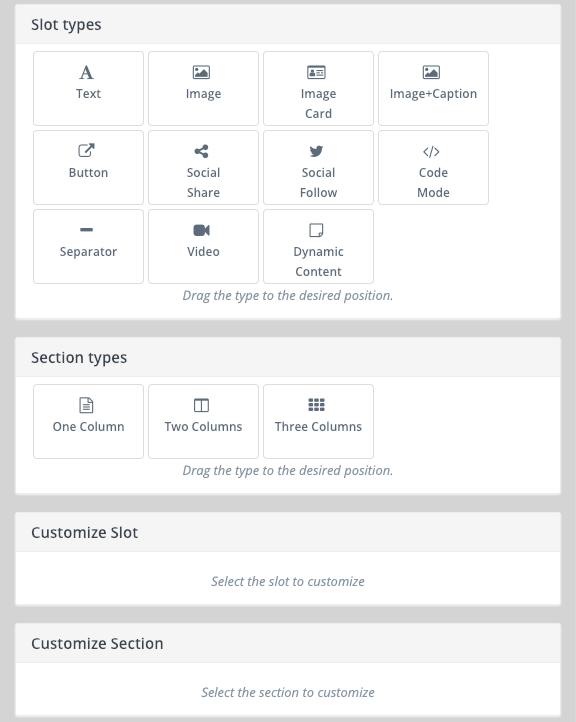 Slot types
Text
Image
Image
Card
Image+Caption
Button
Social
Share
Social
Follow
Code
Mode
Separator
Video
Dynamic
Content
Drag the type to the desired position.
Section types
One Column
Two Columns
Three Columns
Drag the type to the desired position.
Customize Slot
Select the slot to customize
Customize Section
Select the section to customize